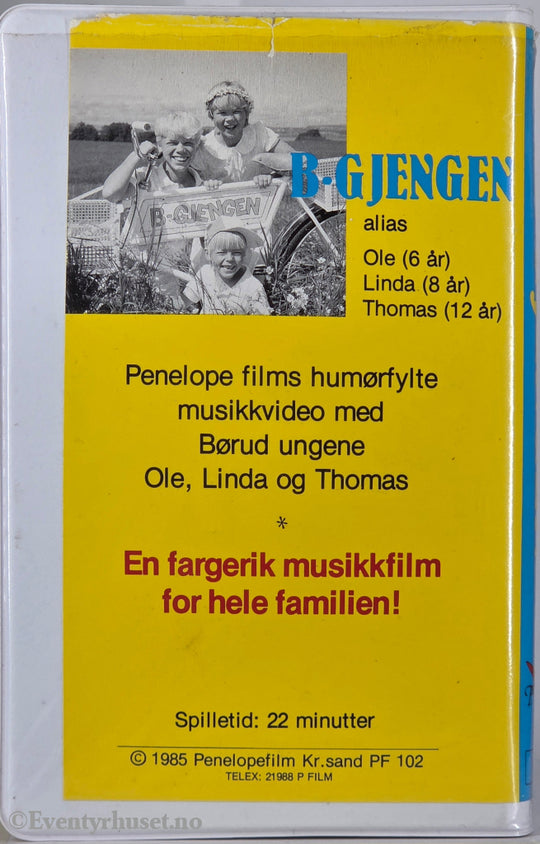 B-GJENGEN
B-GJENGEN
alias
Ole (6 år)
Linda (8 år)
Thomas (12 år)
Penelope films humørfylte
musikkvideo med
Børud ungene
Ole, Linda og Thomas
*
En fargerik musikkfilm
for hele familien!
Spilletid: 22 minutter
© 1985 Penelopefilm Kr.sand PF 102
TELEX: 21988 P FILM
©Eventyrhuset.no